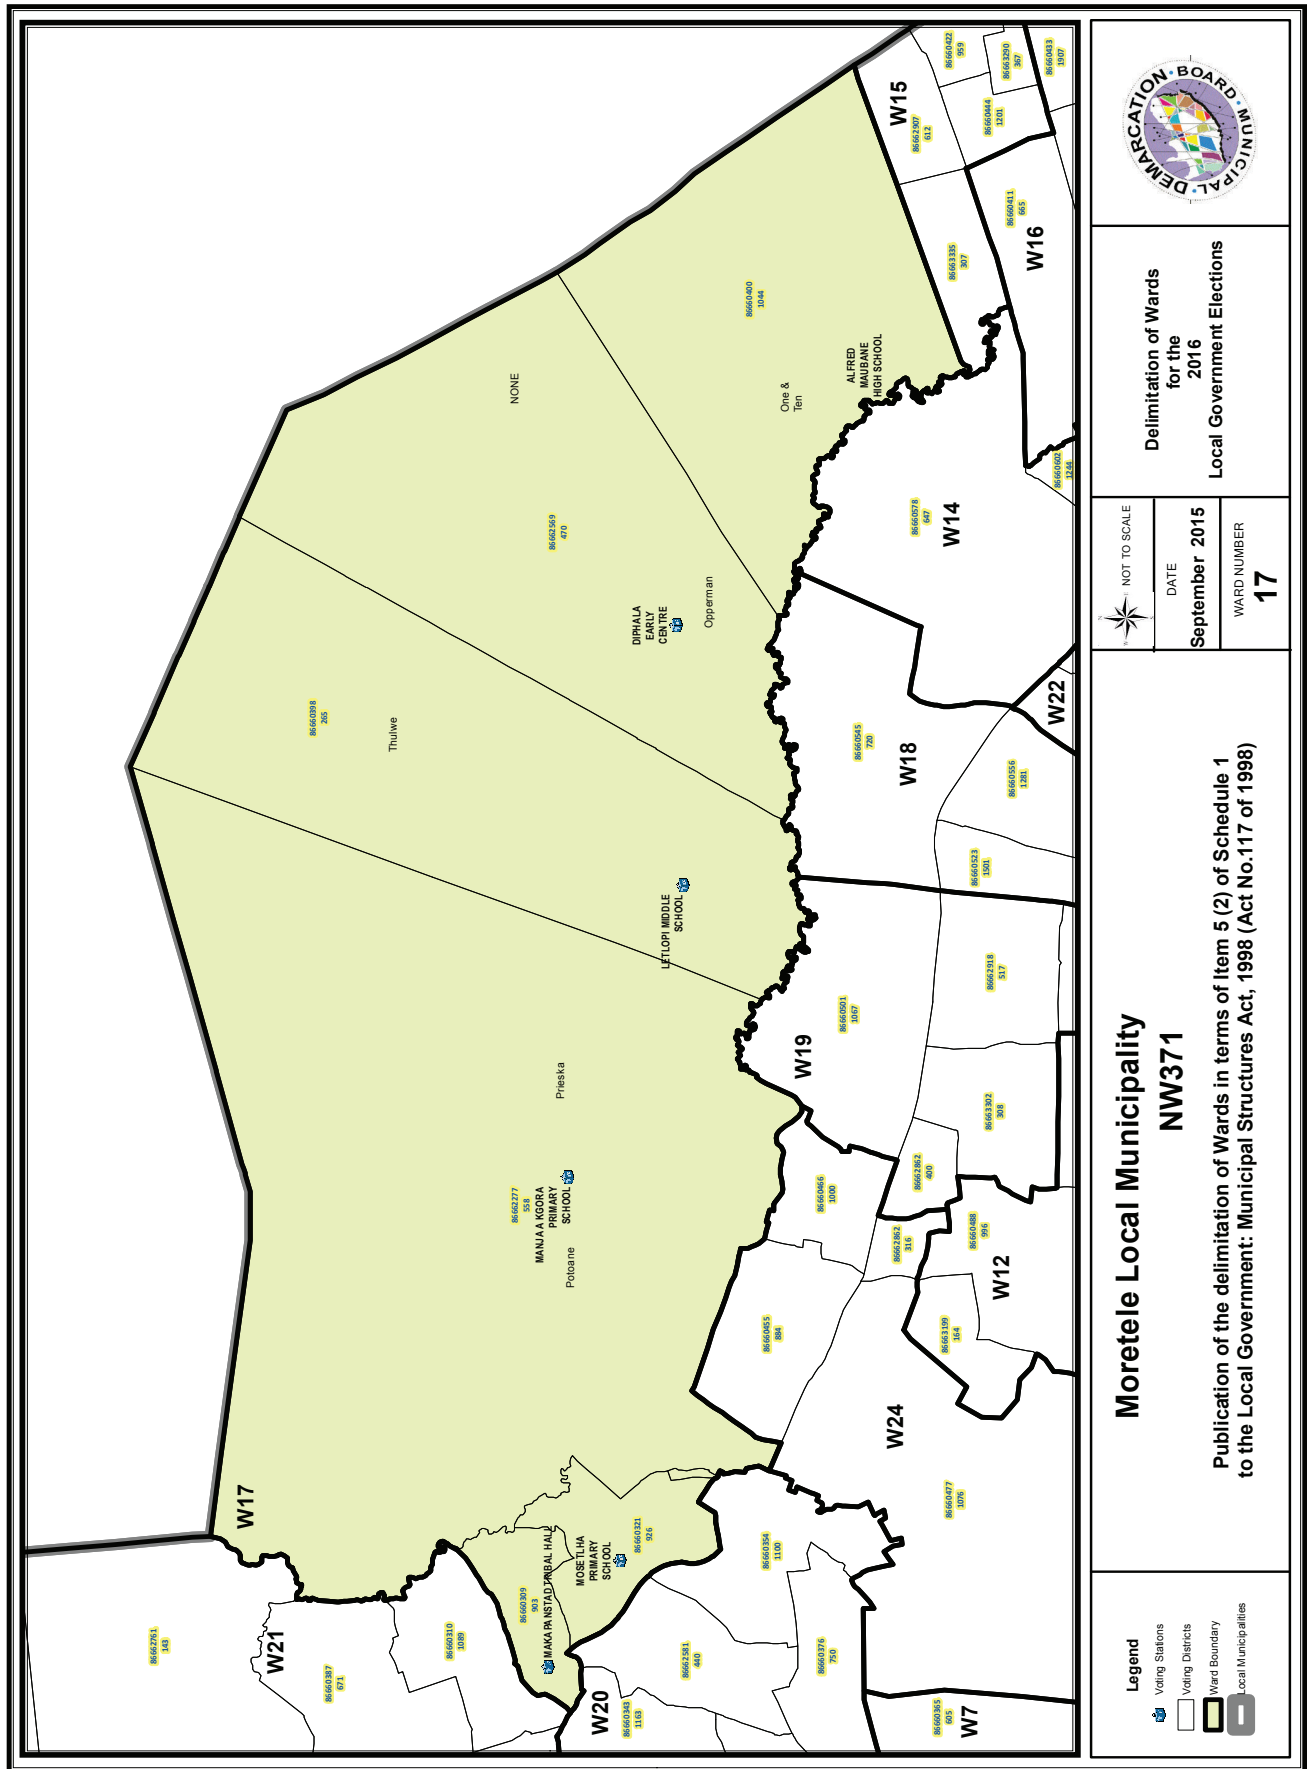 W17
W21
W20
W7
W24
W12
W19
W18
W22
W14
W16
W15
86662761
143
86660387
671
86660310
1089
86660309
903
MAKAPANSTAD TRIBAL HALL
MOSETLHA
PRIMARY
SCHOOL
86660321
926
86660343
1163
86662581
440
86660354
1100
86660376
750
86660365
605
86660477
1076
86662277
558
MANJAAKGORA
PRIMARY
SCHOOL
Potoane
Prieska
86660455
884
86660466
1000
86662862
316
86662862
400
86663199
164
86660488
996
86663302
308
86662918
517
86660501
1067
LETLOPI MIDDLE
SCHOOL
86660398
265
Thulwe
86662569
470
DIPHALA
EARLY
CENTRE
Opperman
NONE
86660400
1044
One &
Ten
ALFRED
MAUBANE
HIGH SCHOOL
86660545
720
86660523
1501
86660556
1281
86660578
647
86660602
1244
86663335
307
86660411
665
86662907
612
86660444
1201
86660422
959
86663290
367
86660433
1907
Legend
Voting Stations
Voting Districts
Ward Boundary
Local Municipalities
Moretele Local Municipality
NW371
Publication of the delimitation of Wards in terms of Item 5 (2) of Schedule 1
to the Local Government: Municipal Structures Act, 1998 (Act No.117 of 1998)
NOT TO SCALE
DATE
September 2015
WARD NUMBER
17
Delimitation of Wards
for the
2016
Local Government Elections
MUNICIPAL DEMARCATION BOARD